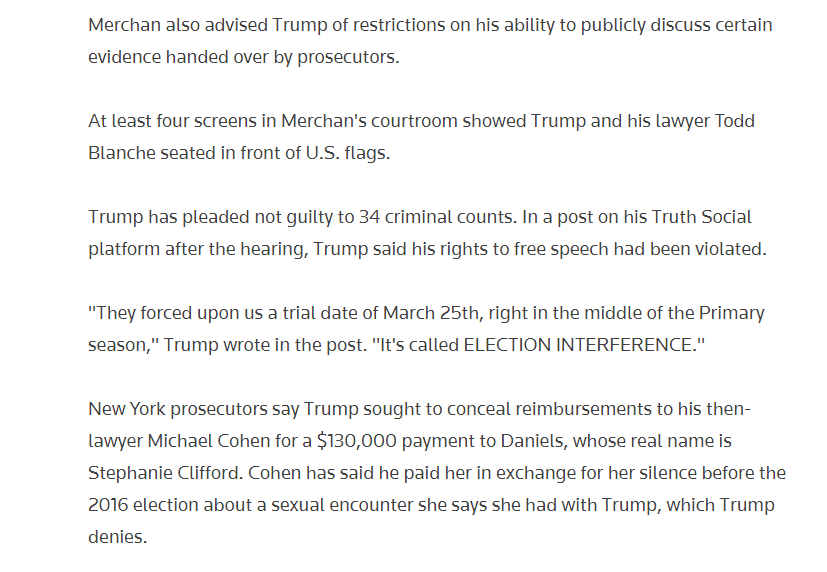 Merchan also advised Trump of restrictions on his ability to publicly discuss certain
evidence handed over by prosecutors.
At least four screens in Merchan's courtroom showed Trump and his lawyer Todd
Blanche seated in front of U.S. flags.
Trump has pleaded not guilty to 34 criminal counts. In a post on his Truth Social
platform after the hearing, Trump said his rights to free speech had been violated.
"They forced upon us a trial date of March 25th, right in the middle of the Primary
season," Trump wrote in the post. "It's called ELECTION INTERFERENCE."
New York prosecutors say Trump sought to conceal reimbursements to his then-
lawyer Michael Cohen for a $130,000 payment to Daniels, whose real name is
Stephanie Clifford. Cohen has said he paid her in exchange for her silence before the
2016 election about a sexual encounter she says she had with Trump, which Trump
denies.